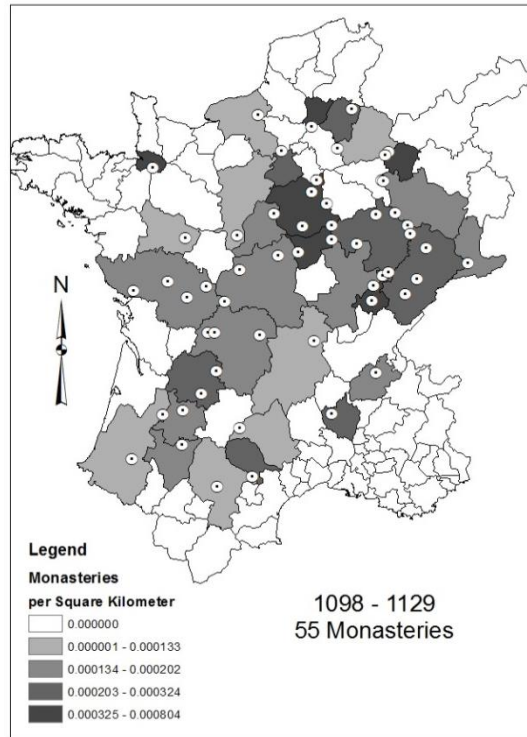 N
Legend
Monasteries
per Square Kilometer
0.000000
0.000001 - 0.000133
0.000134 - 0.000202
0.000203 - 0.000324
0.000325 - 0.000804
1098 - 1129
55 Monasteries